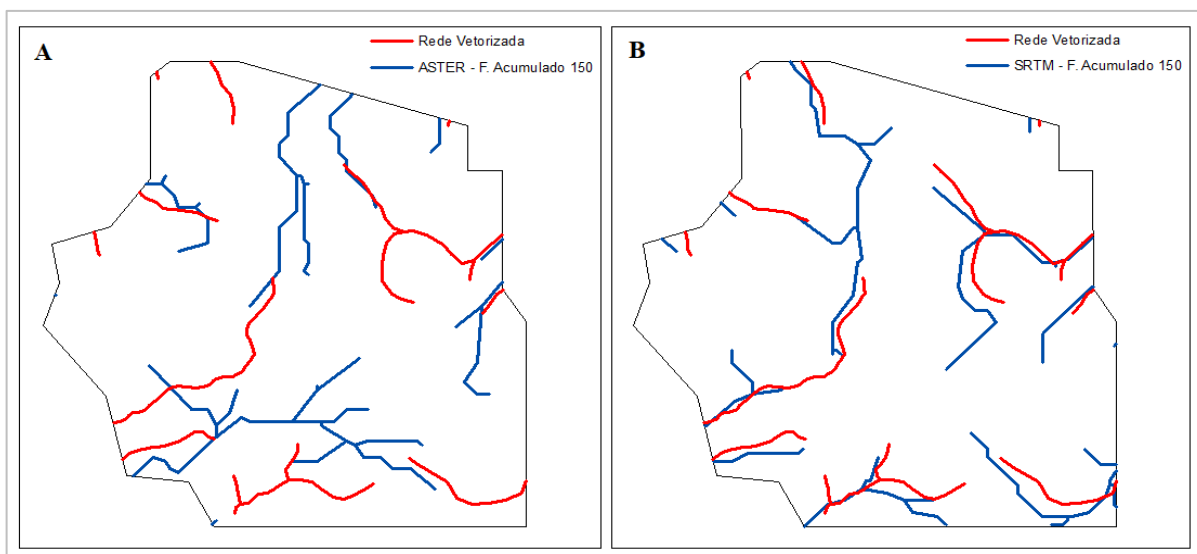 A
Rede Vetorizada
ASTER - F. Acumulado 150
B
Rede Vetorizada
SRTM - F. Acumulado 150